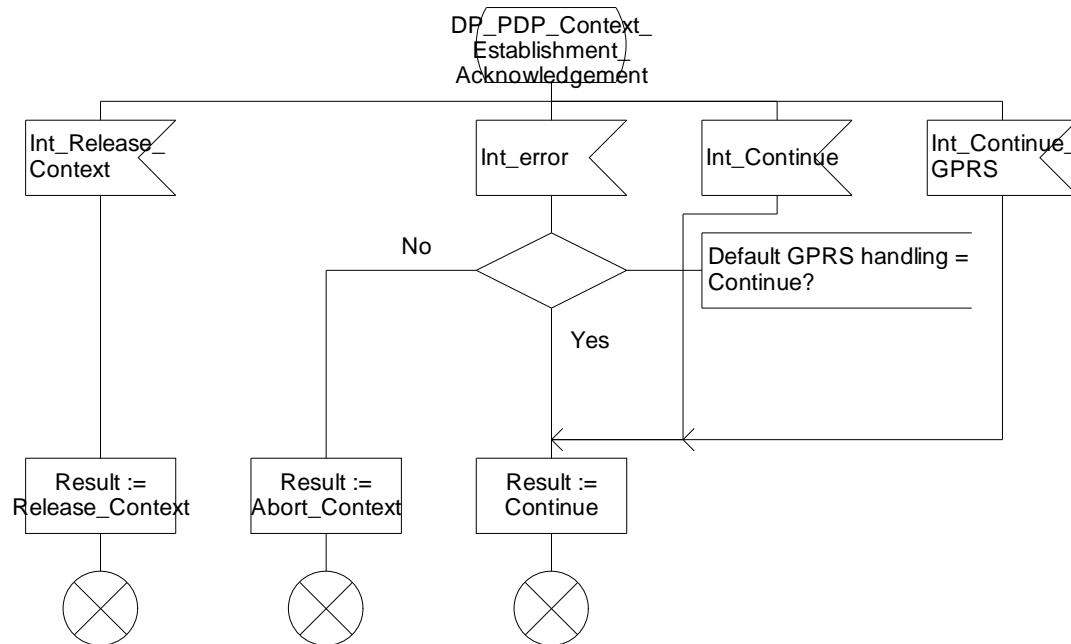 DP_PDP_Context_
Establishment_
Acknowledgement
Int_Release_
Context
Int_error
Int_Continue
Int_Continue_
GPRS
No
Default GPRS handling =
Continue?
Yes
Result :=
Release_Context
Result :=
Abort_Context
Result :=
Continue